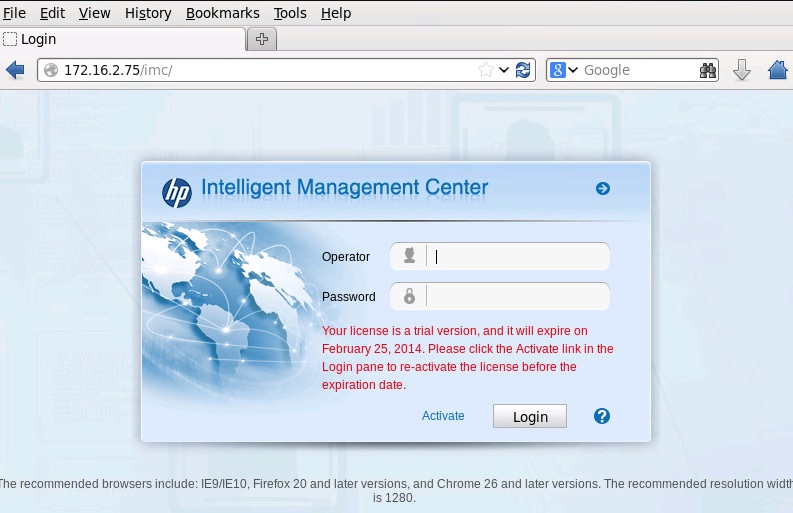 File Edit View History Bookmarks Tools Help
Login
172.16.2.75/imc/
Google
hp Intelligent Management Center
Operator
Password
Your license is a trial version, and it will expire on
February 25, 2014. Please click the Activate link in the
Login pane to re-activate the license before the
expiration date.
Activate Login ?
The recommended browsers include: IE9/IE10, Firefox 20 and later versions, and Chrome 26 and later versions. The recommended resolution width
is 1280.